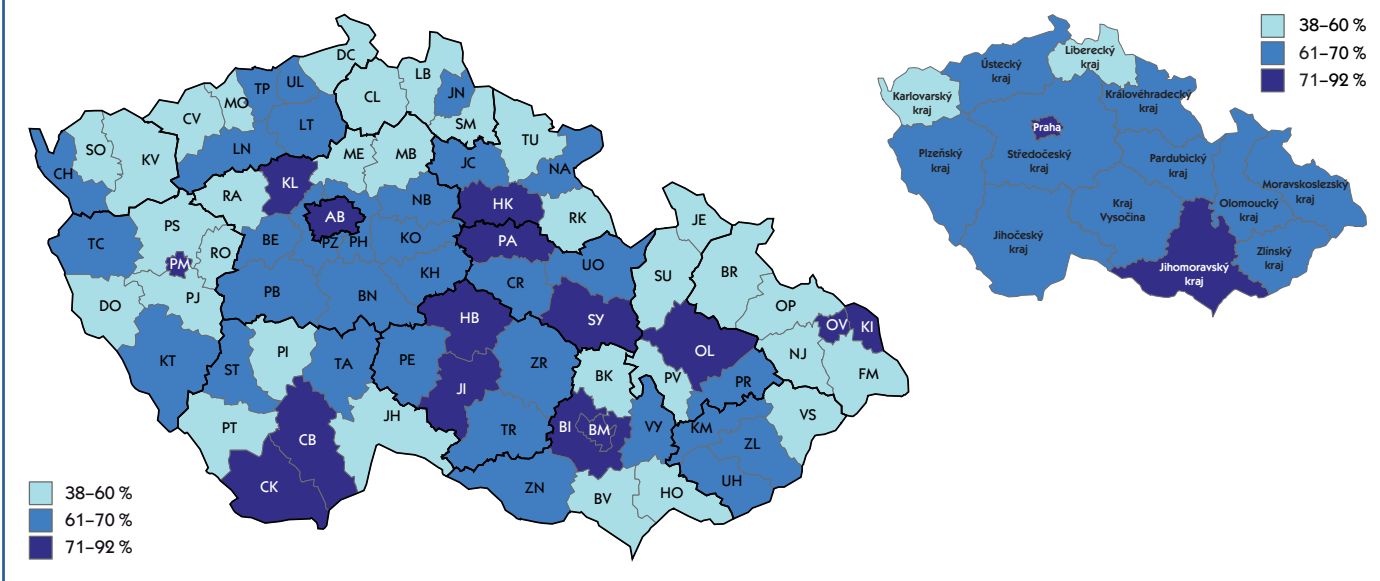 DC
LB
UL
TP
JN
CL
MO
CV
LT
SM
TU
LN
SO
KV
ME
MB
JC
NA
CH
KL
RA
NB
HK
RK
AB
PS
JE
TC
BE
PZ
PH
KO
PA
RO
PM
UO
BR
SU
KH
CR
PB
BN
DO
PJ
OP
HB
SY
OV
KI
OL
NJ
KT
PI
TA
PE
ZR
ST
BK
PV
FM
PR
JI
JH
VS
PT
TR
BI
BM
VY
KM
CB
ZL
UH
CK
ZN
BV
HO
38–60 %
61–70 %
71–92 %
38–60 %
61–70 %
71–92 %
Liberecký
kraj
Ústecký
kraj
Karlovarský
kraj
Královéhradecký
kraj
Praha
Plzeňský
kraj
Středočeský
kraj
Pardubický
kraj
Moravskoslezský
kraj
Kraj
Vysočina
Olomoucký
kraj
Jihočeský
kraj
Zlínský
kraj
Jihomoravský
kraj